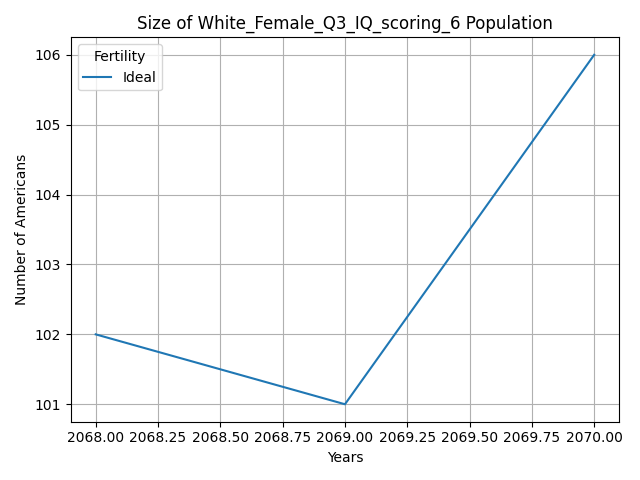 Size of White_Female_Q3_IQ_scoring_6 Population
Fertility
Ideal
Number of Americans
106
105
104
103
102
101
2068.00 2068.25 2068.50 2068.75 2069.00 2069.25 2069.50 2069.75 2070.00
Years